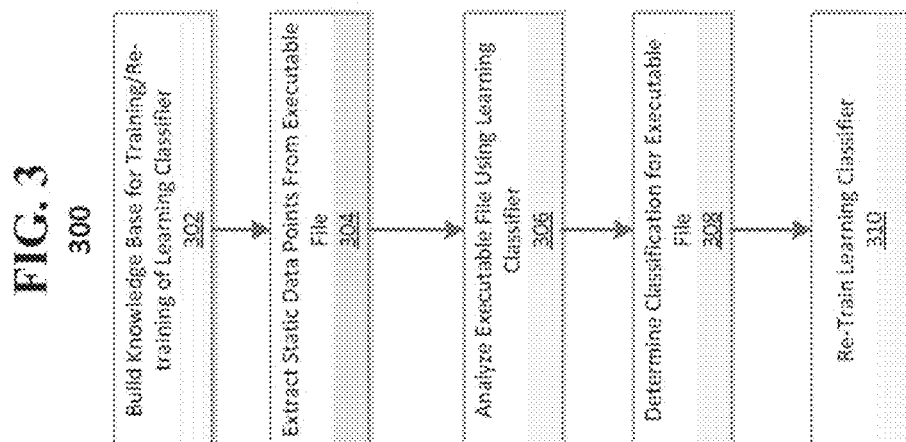 FIG. 3
300
Build Knowledge Base for Training/Re-
training of Learning Classifier
302
Extract Static Data Points From Executable
File
304
Analyze Executable File Using Learning
Classifier
306
Determine Classification for Executable
File
308
Re-Train Learning Classifier
310